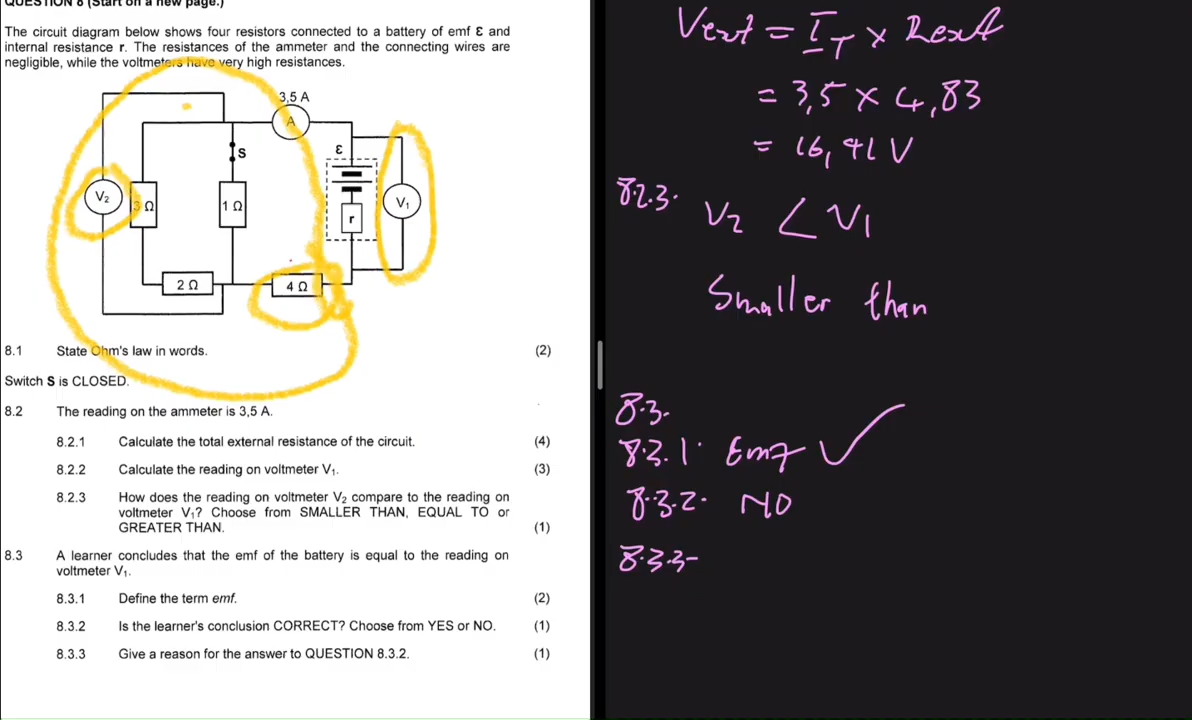 QUESTION 8 (Start on a new page.)
The circuit diagram below shows four resistors connected to a battery of emf Ɛ and
internal resistance r. The resistances of the ammeter and the connecting wires are
negligible, while the voltmeters have very high resistances.
3,5 A
A
S
Ɛ
V₂
3 Ω
1 Ω
r
V₁
2 Ω
4 Ω
8.1 State Ohm's law in words. (2)
Switch S is CLOSED.
8.2 The reading on the ammeter is 3,5 A.
8.2.1 Calculate the total external resistance of the circuit. (4)
8.2.2 Calculate the reading on voltmeter V₁. (3)
8.2.3 How does the reading on voltmeter V₂ compare to the reading on
voltmeter V₁? Choose from SMALLER THAN, EQUAL TO or
GREATER THAN. (1)
8.3 A learner concludes that the emf of the battery is equal to the reading on
voltmeter V₁.
8.3.1 Define the term emf. (2)
8.3.2 Is the learner's conclusion CORRECT? Choose from YES or NO. (1)
8.3.3 Give a reason for the answer to QUESTION 8.3.2. (1)
Vext = I_T × Rext
= 3,5 × 4,83
= 16,91 V
8.2.3. V₂ < V₁
Smaller than
8.3.
8.3.1. Emf ✓
8.3.2. NO
8.3.3-